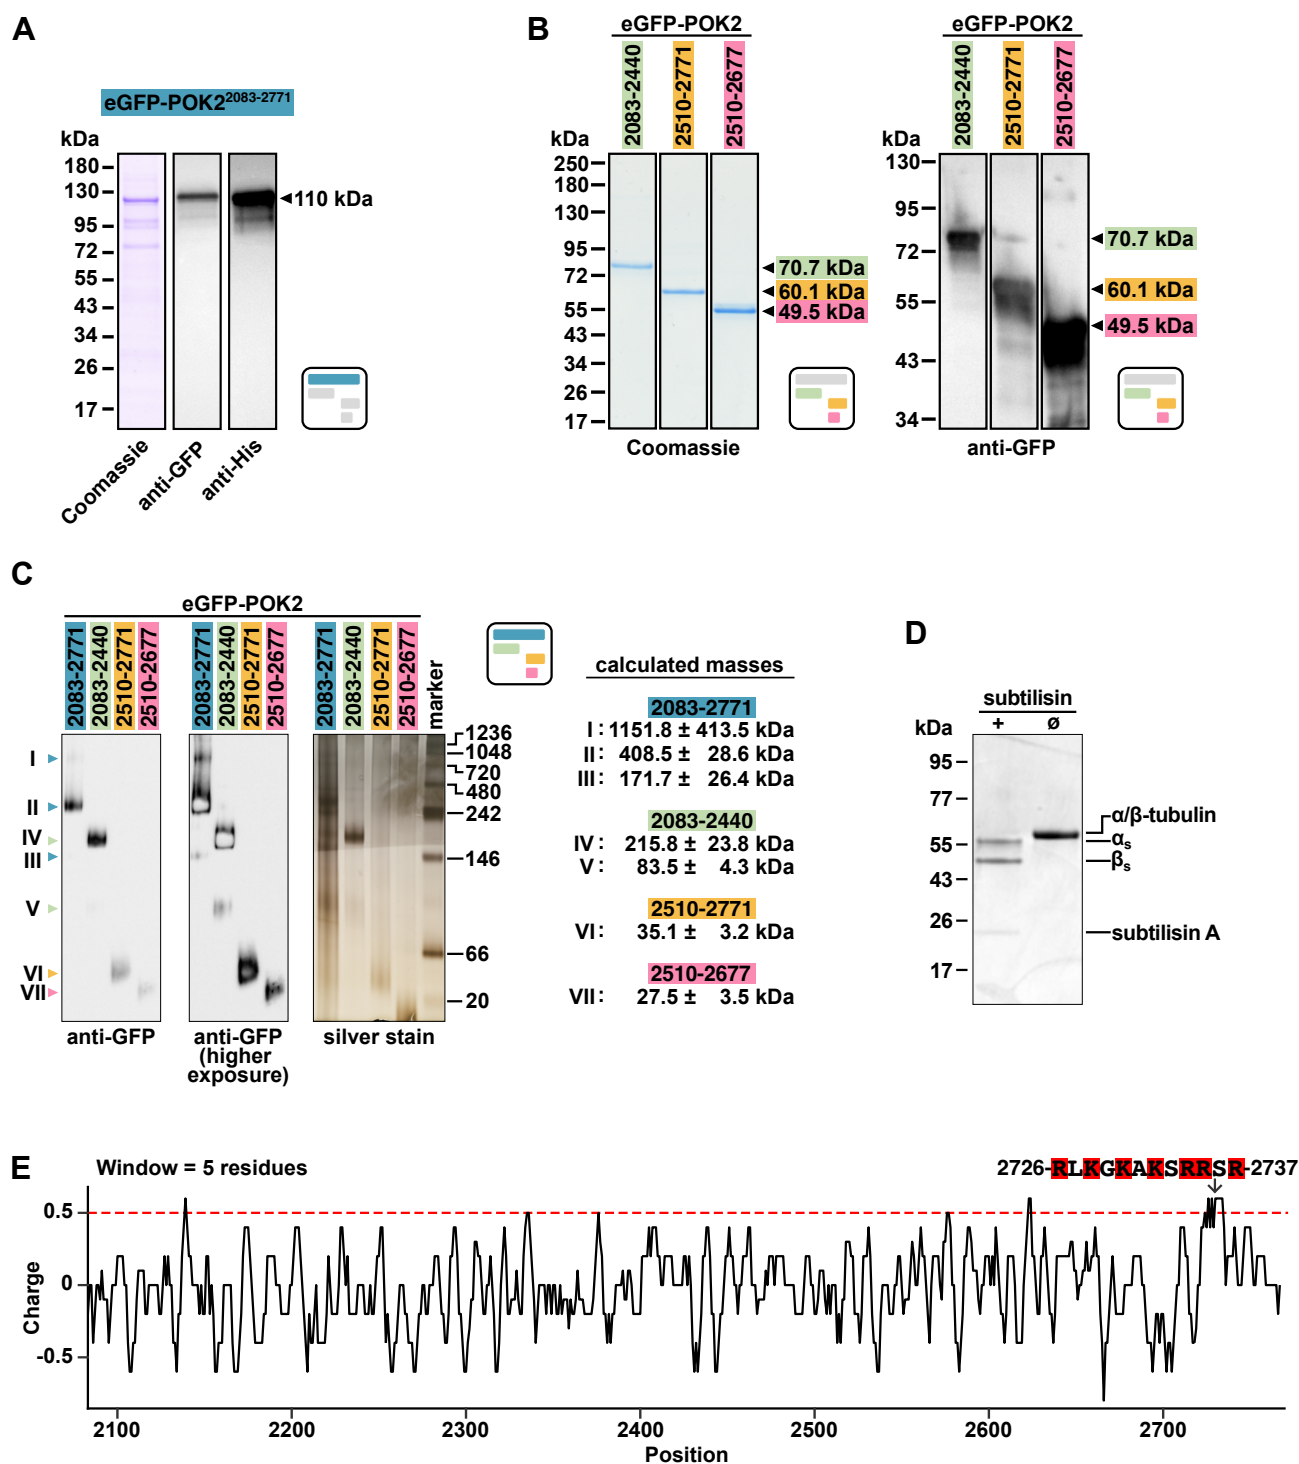 A
eGFP-POK2²⁰⁸³⁻²⁷⁷¹
kDa
180
130
95
72
55
43
34
26
17
110 kDa
Coomassie
anti-GFP
anti-His
B
eGFP-POK2
2083-2440
2510-2771
2510-2677
kDa
250
180
130
95
72
55
43
34
26
17
70.7 kDa
60.1 kDa
49.5 kDa
Coomassie
eGFP-POK2
2083-2440
2510-2771
2510-2677
kDa
130
95
72
55
43
34
70.7 kDa
60.1 kDa
49.5 kDa
anti-GFP
C
eGFP-POK2
2083-2771
2083-2440
2510-2771
2510-2677
2083-2771
2083-2440
2510-2771
2510-2677
2083-2771
2083-2440
2510-2771
2510-2677
marker
I
II
IV
III
V
VI
VII
1236
1048
720
480
242
146
66
20
anti-GFP
anti-GFP
(higher
exposure)
silver stain
calculated masses
2083-2771
I: 1151.8 ± 413.5 kDa
II: 408.5 ± 28.6 kDa
III: 171.7 ± 26.4 kDa
2083-2440
IV: 215.8 ± 23.8 kDa
V: 83.5 ± 4.3 kDa
2510-2771
VI: 35.1 ± 3.2 kDa
2510-2677
VII: 27.5 ± 3.5 kDa
D
subtilisin
kDa + ø
95
77
55
43
26
17
α/β-tubulin
αs
βs
subtilisin A
E
Window = 5 residues
2726-RLKGKAKSRRSR-2737
0.5
0
-0.5
Charge
2100 2200 2300 2400 2500 2600 2700
Position